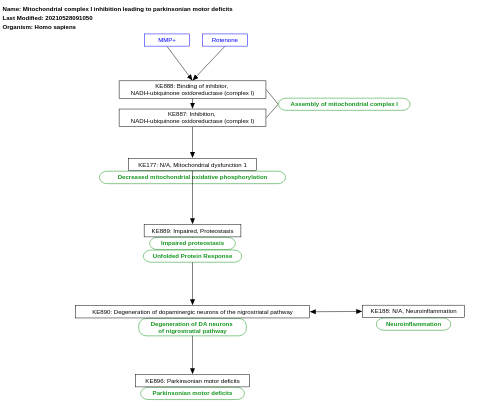 Name: Mitochondrial complex I inhibition leading to parkinsonian motor deficits
Last Modified: 20210528091050
Organism: Homo sapiens
MMP+
Rotenone
KE888: Binding of inhibitor,
NADH-ubiquinone oxidoreductase (complex I)
Assembly of mitochondrial complex I
KE887: Inhibition,
NADH-ubiquinone oxidoreductase (complex I)
KE177: N/A, Mitochondrial dysfunction 1
Decreased mitochondrial oxidative phosphorylation
KE889: Impaired, Proteostasis
Impaired proteostasis
Unfolded Protein Response
KE890: Degeneration of dopaminergic neurons of the nigrostriatal pathway
KE188: N/A, Neuroinflammation
Degeneration of DA neurons
of nigrostratial pathway
Neuroinflammation
KE896: Parkinsonian motor deficits
Parkinsonian motor deficits